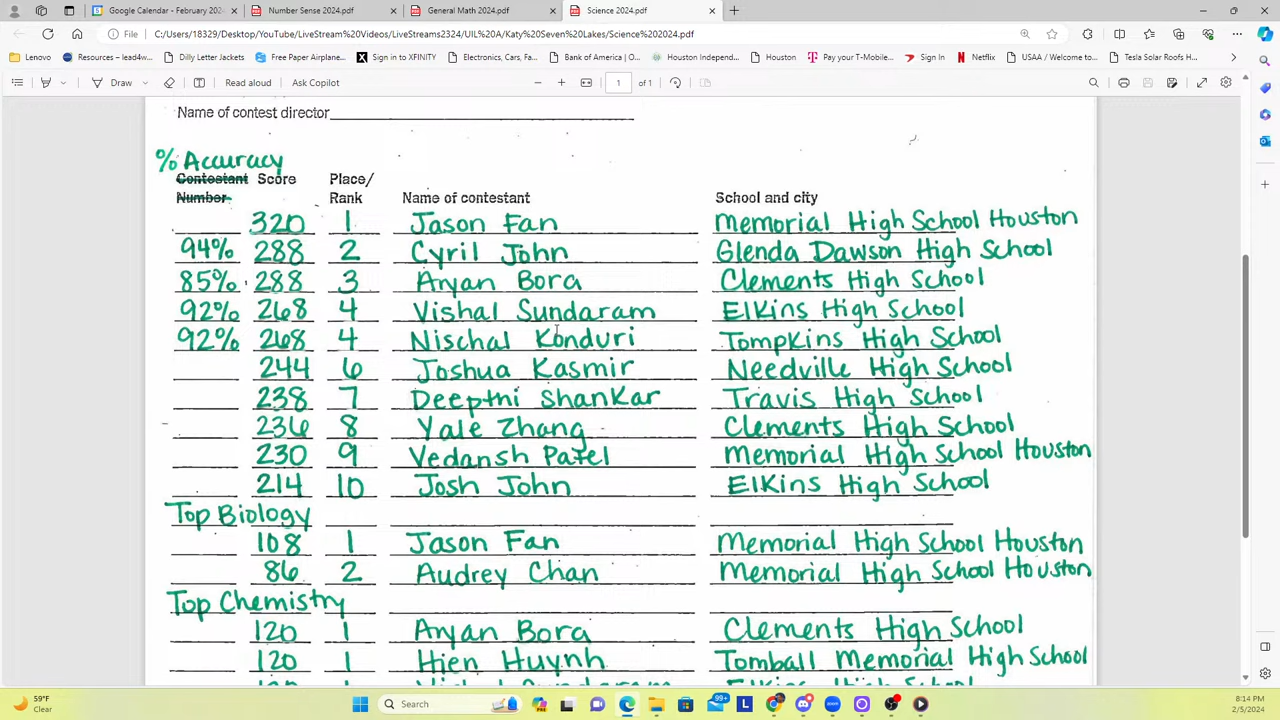 Google Calendar - February 2024
Number Sense 2024.pdf
General Math 2024.pdf
Science 2024.pdf
File C:/Users/18329/Desktop/YouTube/LiveStream%20Videos/LiveStreams2324/UIL%20A/Katy%20Seven%20Lakes/Science%202024.pdf
Lenovo Resources – lead4w... Dilly Letter Jackets Free Paper Airplane... Sign in to XFINITY Electronics, Cars, Fa... Bank of America | O... Houston Independ... Houston Pay your T-Mobile... Sign In Netflix USAA / Welcome to... Tesla Solar Roofs H...
Draw Read aloud Ask Copilot 1 of 1
Name of contest director
% Accuracy
Contestant Number Score Place/Rank Name of contestant School and city
320 1 Jason Fan Memorial High School Houston
94% 288 2 Cyril John Glenda Dawson High School
85% 288 3 Aryan Bora Clements High School
92% 268 4 Vishal Sundaram Elkins High School
92% 268 4 Nischal Konduri Tompkins High School
244 6 Joshua Kasmir Needville High School
238 7 Deepthi Shankar Travis High School
236 8 Yale Zhang Clements High School
230 9 Vedansh Patel Memorial High School Houston
214 10 Josh John Elkins High School
Top Biology
108 1 Jason Fan Memorial High School Houston
86 2 Audrey Chan Memorial High School Houston
Top Chemistry
120 1 Aryan Bora Clements High School
120 1 Hien Huynh Tomball Memorial High School
59°F
Clear
Search
99+
8:14 PM
2/5/2024